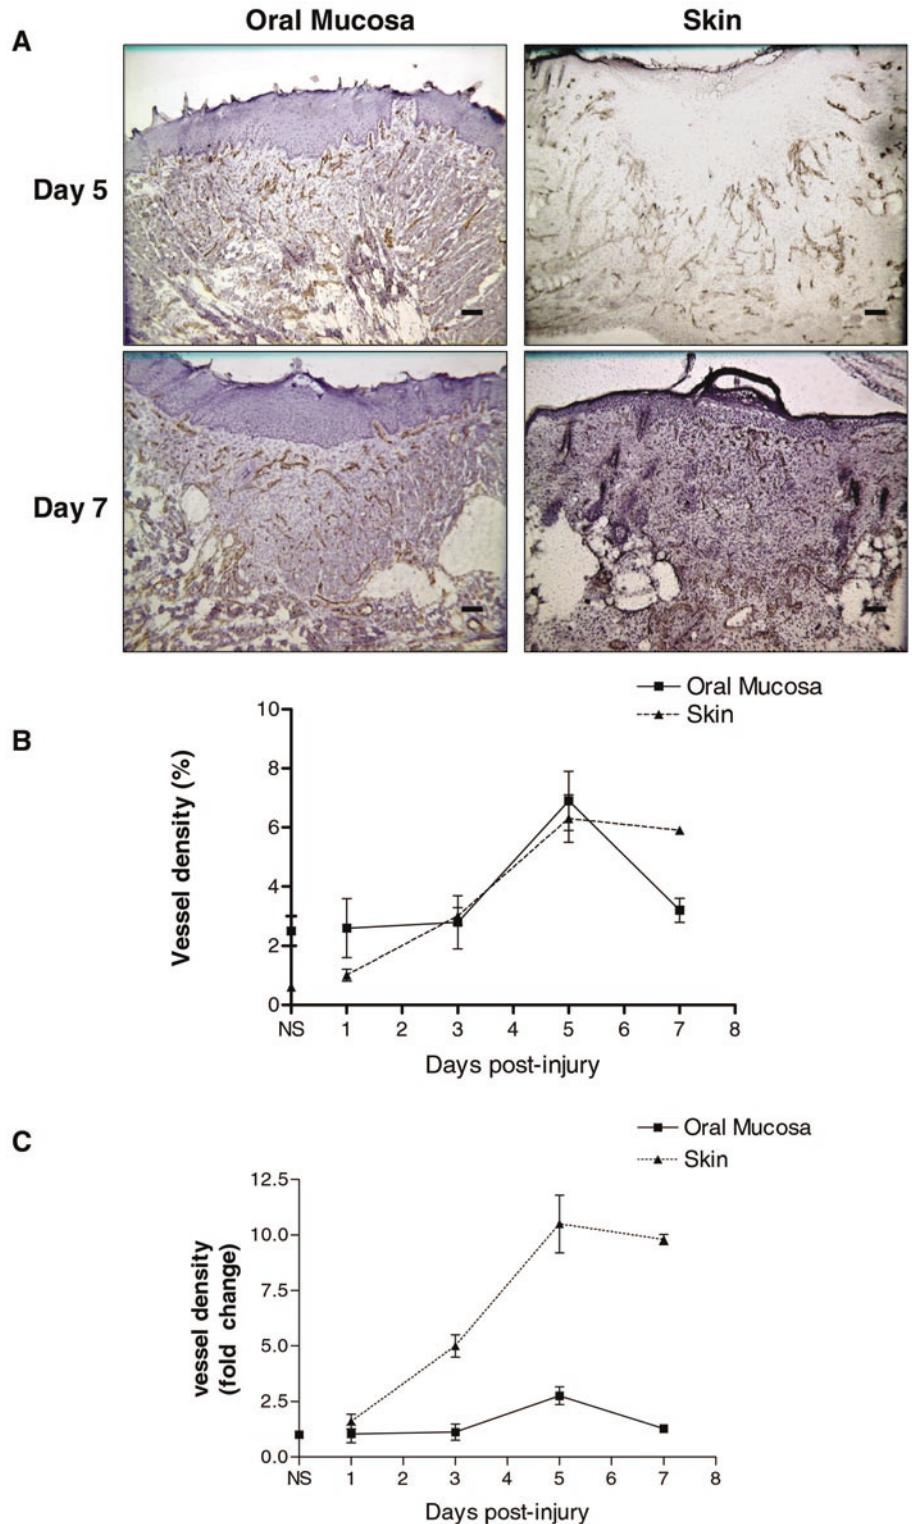 Oral Mucosa Skin
A
Day 5
Day 7
B
Oral Mucosa
Skin
Vessel density (%)
10
8
6
4
2
0
NS 1 2 3 4 5 6 7 8
Days post-injury
C
Oral Mucosa
Skin
vessel density
(fold change)
12.5
10.0
7.5
5.0
2.5
0.0
NS 1 2 3 4 5 6 7 8
Days post-injury